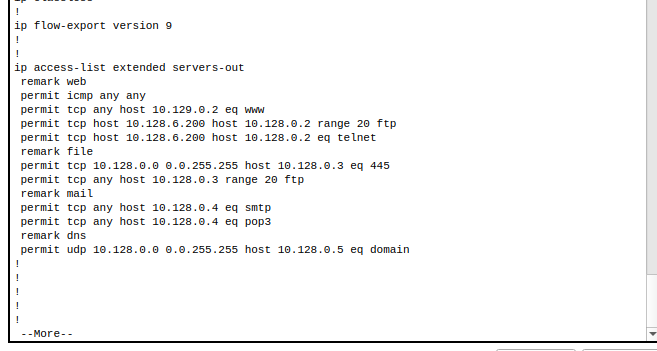 !
ip flow-export version 9
!
!
ip access-list extended servers-out
remark web
permit icmp any any
permit tcp any host 10.129.0.2 eq www
permit tcp host 10.128.6.200 host 10.128.0.2 range 20 ftp
permit tcp host 10.128.6.200 host 10.128.0.2 eq telnet
remark file
permit tcp 10.128.0.0 0.0.255.255 host 10.128.0.3 eq 445
permit tcp any host 10.128.0.3 range 20 ftp
remark mail
permit tcp any host 10.128.0.4 eq smtp
permit tcp any host 10.128.0.4 eq pop3
remark dns
permit udp 10.128.0.0 0.0.255.255 host 10.128.0.5 eq domain
!
!
!
!
!
--More--